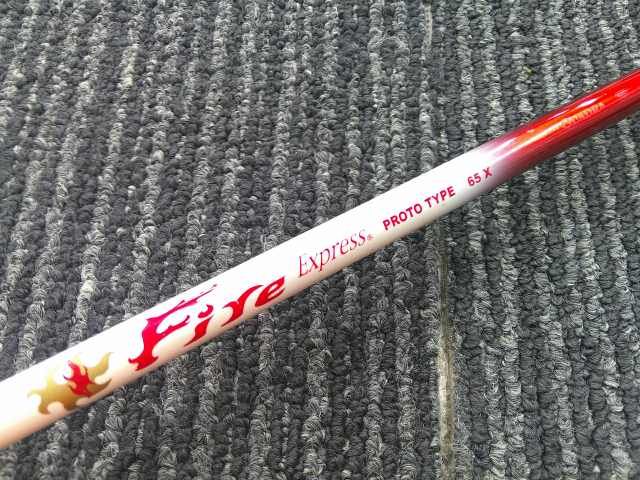 Fire Express® PROTO TYPE 65 X